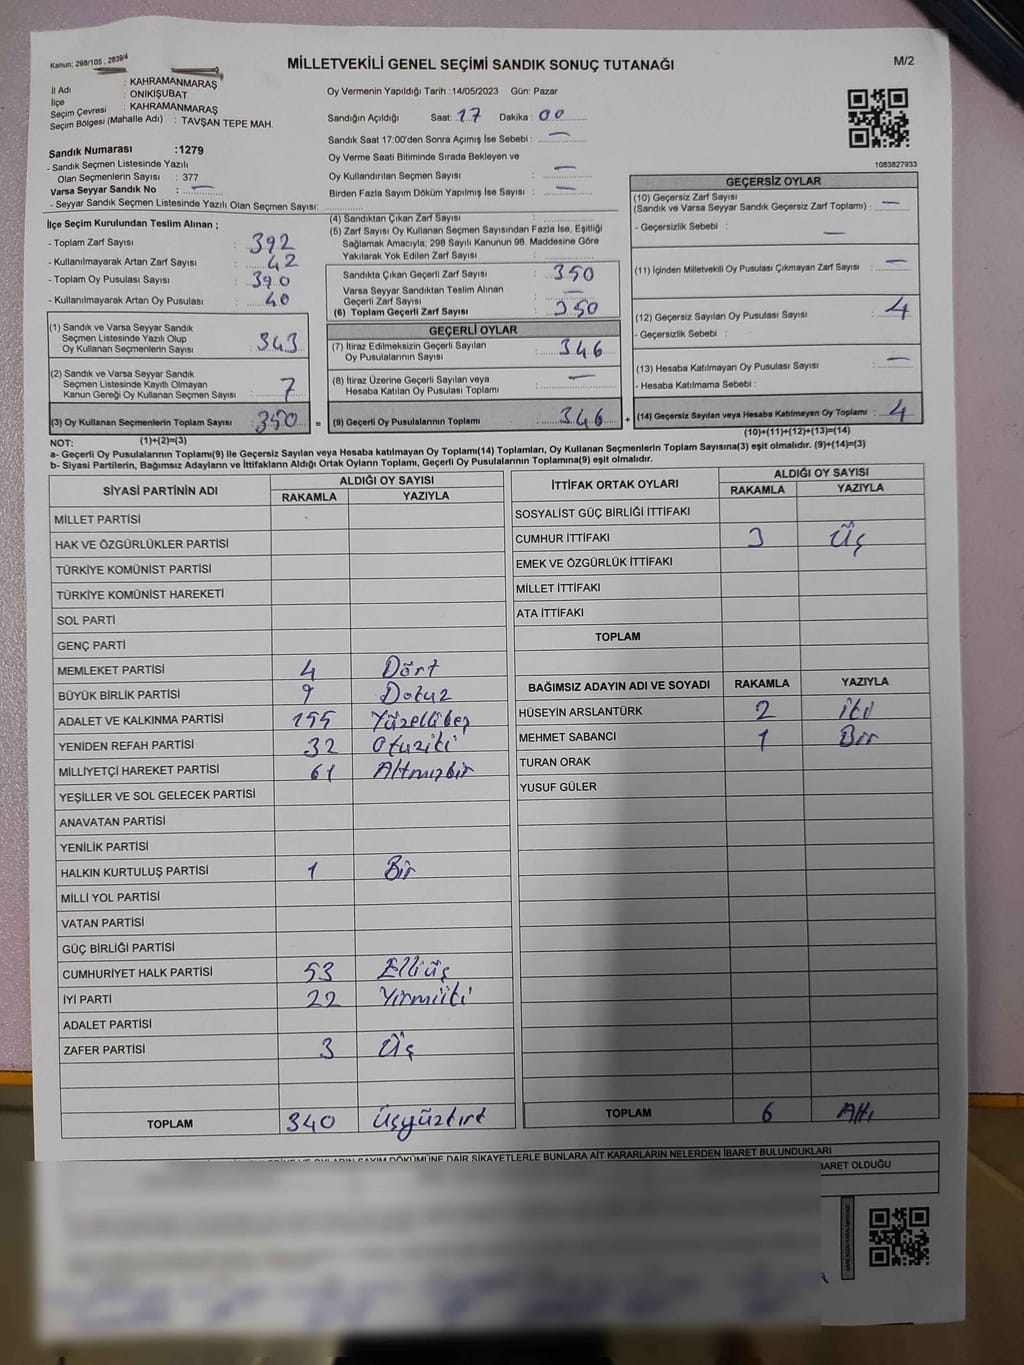 Kanun; 298/105, 2839/4
MİLLETVEKİLİ GENEL SEÇİMİ SANDIK SONUÇ TUTANAĞI
M/2
İl Adı : KAHRAMANMARAŞ
İlçe : ONİKİŞUBAT
Seçim Çevresi : KAHRAMANMARAŞ
Seçim Bölgesi (Mahalle Adı) : TAVŞAN TEPE MAH.
Oy Vermenin Yapıldığı Tarih :14/05/2023 Gün: Pazar
Sandığın Açıldığı Saat: 17 Dakika: 00
Sandık Saat 17:00'den Sonra Açımış İse Sebebi : —
Oy Verme Saati Bitiminde Sırada Bekleyen ve
Oy Kullandırılan Seçmen Sayısı : —
Birden Fazla Sayım Döküm Yapılmış İse Sayısı : —
1083827933
Sandık Numarası :1279
- Sandık Seçmen Listesinde Yazılı
Olan Seçmenlerin Sayısı : 377
Varsa Seyyar Sandık No : —
- Seyyar Sandık Seçmen Listesinde Yazılı Olan Seçmen Sayısı:
İlçe Seçim Kurulundan Teslim Alınan ;
- Toplam Zarf Sayısı : 392
- Kullanılmayarak Artan Zarf Sayısı : 42
- Toplam Oy Pusulası Sayısı : 390
- Kullanılmayarak Artan Oy Pusulası : 40
(1) Sandık ve Varsa Seyyar Sandık
Seçmen Listesinde Yazılı Olup
Oy Kullanan Seçmenlerin Sayısı : 343
(2) Sandık ve Varsa Seyyar Sandık
Seçmen Listesinde Kayıtlı Olmayan
Kanun Gereği Oy Kullanan Seçmen Sayısı : 7
(3) Oy Kullanan Seçmenlerin Toplam Sayısı : 350 =
(1)+(2)=(3)
(4) Sandıktan Çıkan Zarf Sayısı :
(5) Zarf Sayısı Oy Kullanan Seçmen Sayısından Fazla İse, Eşitliği
Sağlamak Amacıyla; 298 Sayılı Kanunun 98. Maddesine Göre
Yakılarak Yok Edilen Zarf Sayısı :
Sandıkta Çıkan Geçerli Zarf Sayısı : 350
Varsa Seyyar Sandıktan Teslim Alınan
Geçerli Zarf Sayısı : —
(6) Toplam Geçerli Zarf Sayısı : 350
GEÇERLİ OYLAR
(7) İtiraz Edilmeksizin Geçerli Sayılan
Oy Pusulalarının Sayısı : 346
(8) İtiraz Üzerine Geçerli Sayılan veya
Hesaba Katılan Oy Pusulası Toplamı : —
(9) Geçerli Oy Pusulalarının Toplamı : 346 +
GEÇERSİZ OYLAR
(10) Geçersiz Zarf Sayısı
(Sandık ve Varsa Seyyar Sandık Geçersiz Zarf Toplamı) : —
- Geçersizlik Sebebi : —
(11) İçinden Milletvekili Oy Pusulası Çıkmayan Zarf Sayısı : —
(12) Geçersiz Sayılan Oy Pusulası Sayısı : 4
- Geçersizlik Sebebi :
(13) Hesaba Katılmayan Oy Pusulası Sayısı : —
- Hesaba Katılmama Sebebi :
(14) Geçersiz Sayılan veya Hesaba Katılmayan Oy Toplamı : 4
(10)+(11)+(12)+(13)=(14)
NOT:
a- Geçerli Oy Pusulalarının Toplamı(9) ile Geçersiz Sayılan veya Hesaba katılmayan Oy Toplamı(14) Toplamları, Oy Kullanan Seçmenlerin Toplam Sayısına(3) eşit olmalıdır. (9)+(14)=(3)
b- Siyasi Partilerin, Bağımsız Adayların ve İttifakların Aldığı Ortak Oyların Toplamı, Geçerli Oy Pusulalarının Toplamına(9) eşit olmalıdır.
SİYASİ PARTİNİN ADI ALDIĞI OY SAYISI
RAKAMLA YAZIYLA
MİLLET PARTİSİ
HAK VE ÖZGÜRLÜKLER PARTİSİ
TÜRKİYE KOMÜNİST PARTİSİ
TÜRKİYE KOMÜNİST HAREKETİ
SOL PARTİ
GENÇ PARTİ
MEMLEKET PARTİSİ 4 Dört
BÜYÜK BİRLİK PARTİSİ 9 Dokuz
ADALET VE KALKINMA PARTİSİ 155 Yüzellibeş
YENİDEN REFAH PARTİSİ 32 Otuziki
MİLLİYETÇİ HAREKET PARTİSİ 61 Altmışbir
YEŞİLLER VE SOL GELECEK PARTİSİ
ANAVATAN PARTİSİ
YENİLİK PARTİSİ
HALKIN KURTULUŞ PARTİSİ 1 Bir
MİLLİ YOL PARTİSİ
VATAN PARTİSİ
GÜÇ BİRLİĞİ PARTİSİ
CUMHURİYET HALK PARTİSİ 53 Elliüç
İYİ PARTİ 22 Yirmiiki
ADALET PARTİSİ
ZAFER PARTİSİ 3 Üç
TOPLAM 340 Üçyüzkırk
İTTİFAK ORTAK OYLARI ALDIĞI OY SAYISI
RAKAMLA YAZIYLA
SOSYALİST GÜÇ BİRLİĞİ İTTİFAKI
CUMHUR İTTİFAKI 3 Üç
EMEK VE ÖZGÜRLÜK İTTİFAKI
MİLLET İTTİFAKI
ATA İTTİFAKI
TOPLAM
BAĞIMSIZ ADAYIN ADI VE SOYADI RAKAMLA YAZIYLA
HÜSEYİN ARSLANTÜRK 2 iki
MEHMET SABANCI 1 Bir
TURAN ORAK
YUSUF GÜLER
TOPLAM 6 Altı
OYLARIN SAYIM DÖKÜMÜNE DAİR ŞİKAYETLERLE BUNLARA AİT KARARLARIN NELERDEN İBARET BULUNDUKLARI
BARET OLDUĞU